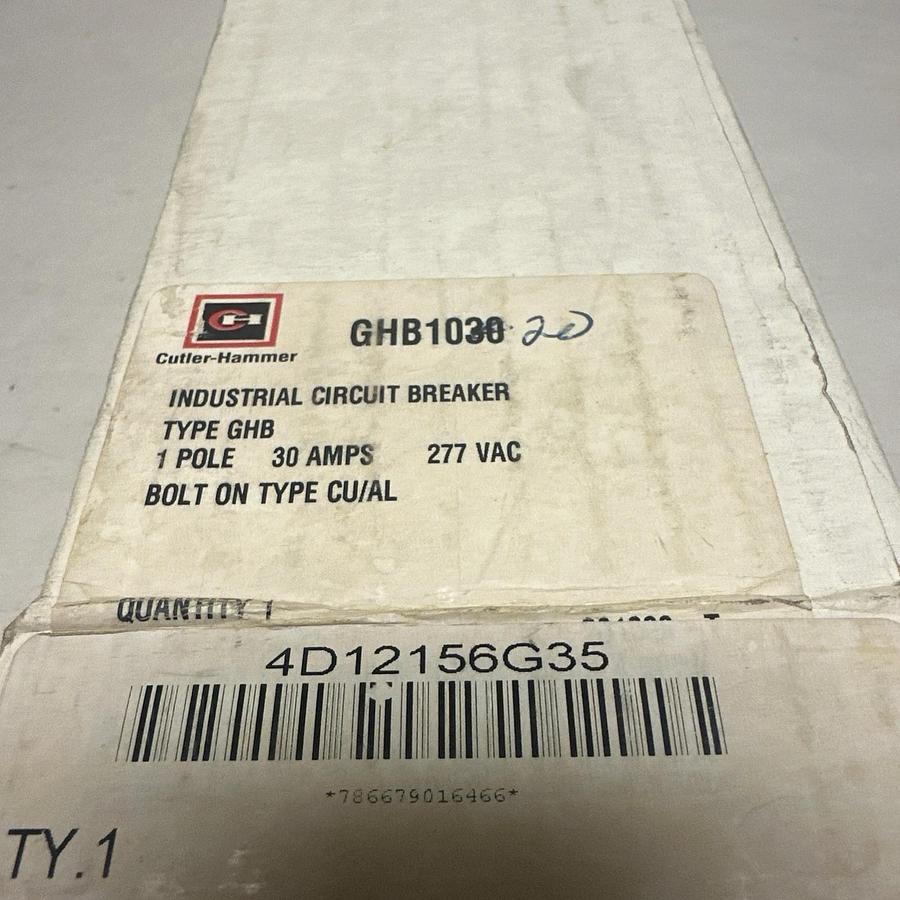 GHB1030 20
Cutler-Hammer
INDUSTRIAL CIRCUIT BREAKER
TYPE GHB
1 POLE 30 AMPS 277 VAC
BOLT ON TYPE CU/AL
QUANTITY 1
4D12156G35
*786679016466*
TY.1